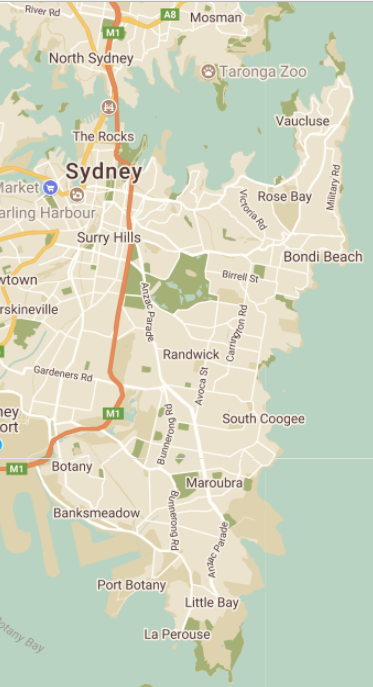 River Rd
A8
Mosman
M1
North Sydney
Taronga Zoo
Vaucluse
The Rocks
Sydney
Market
arling Harbour
Military Rd
Rose Bay
Victoria Rd
Surry Hills
Bondi Beach
wtown
Birrell St
Anzac Parade
rskineville
Carrington Rd
Randwick
Gardeners Rd
Avoca St
ney
ort
M1
Bunnerong Rd
South Coogee
M1
Botany
Maroubra
Bunnerong Rd
Banksmeadow
Anzac Parade
Port Botany
Little Bay
otany Bay
La Perouse